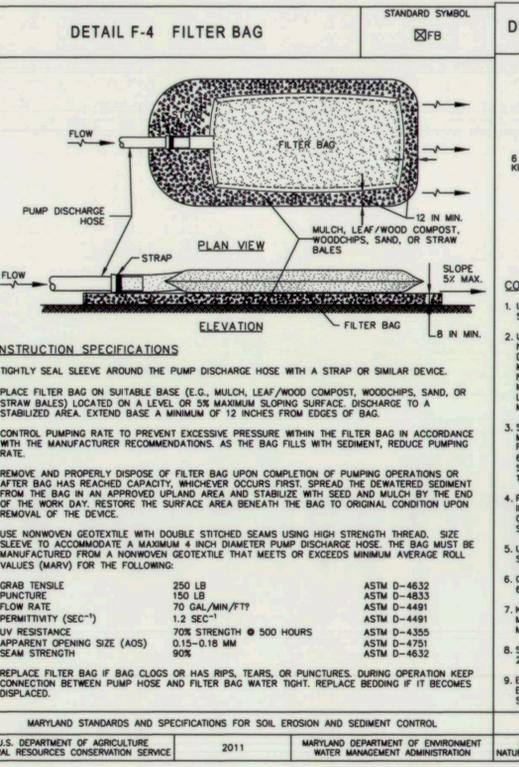 DETAIL F-4 FILTER BAG
STANDARD SYMBOL
☒FB
FLOW
FILTER BAG
PUMP DISCHARGE
HOSE
12 IN MIN.
MULCH, LEAF/WOOD COMPOST,
WOODCHIPS, SAND, OR STRAW
BALES
PLAN VIEW
STRAP
FLOW
SLOPE
5% MAX.
ELEVATION
FILTER BAG
8 IN MIN.
NSTRUCTION SPECIFICATIONS
TIGHTLY SEAL SLEEVE AROUND THE PUMP DISCHARGE HOSE WITH A STRAP OR SIMILAR DEVICE.
PLACE FILTER BAG ON SUITABLE BASE (E.G., MULCH, LEAF/WOOD COMPOST, WOODCHIPS, SAND, OR
STRAW BALES) LOCATED ON A LEVEL OR 5% MAXIMUM SLOPING SURFACE. DISCHARGE TO A
STABILIZED AREA. EXTEND BASE A MINIMUM OF 12 INCHES FROM EDGES OF BAG.
CONTROL PUMPING RATE TO PREVENT EXCESSIVE PRESSURE WITHIN THE FILTER BAG IN ACCORDANCE
WITH THE MANUFACTURER RECOMMENDATIONS. AS THE BAG FILLS WITH SEDIMENT, REDUCE PUMPING
RATE.
REMOVE AND PROPERLY DISPOSE OF FILTER BAG UPON COMPLETION OF PUMPING OPERATIONS OR
AFTER BAG HAS REACHED CAPACITY, WHICHEVER OCCURS FIRST. SPREAD THE DEWATERED SEDIMENT
FROM THE BAG IN AN APPROVED UPLAND AREA AND STABILIZE WITH SEED AND MULCH BY THE END
OF THE WORK DAY. RESTORE THE SURFACE AREA BENEATH THE BAG TO ORIGINAL CONDITION UPON
REMOVAL OF THE DEVICE.
USE NONWOVEN GEOTEXTILE WITH DOUBLE STITCHED SEAMS USING HIGH STRENGTH THREAD. SIZE
SLEEVE TO ACCOMMODATE A MAXIMUM 4 INCH DIAMETER PUMP DISCHARGE HOSE. THE BAG MUST BE
MANUFACTURED FROM A NONWOVEN GEOTEXTILE THAT MEETS OR EXCEEDS MINIMUM AVERAGE ROLL
VALUES (MARV) FOR THE FOLLOWING:
GRAB TENSILE 250 LB ASTM D-4632
PUNCTURE 150 LB ASTM D-4833
FLOW RATE 70 GAL/MIN/FT² ASTM D-4491
PERMITTIVITY (SEC⁻¹) 1.2 SEC⁻¹ ASTM D-4491
UV RESISTANCE 70% STRENGTH @ 500 HOURS ASTM D-4355
APPARENT OPENING SIZE (AOS) 0.15-0.18 MM ASTM D-4751
SEAM STRENGTH 90% ASTM D-4632
REPLACE FILTER BAG IF BAG CLOGS OR HAS RIPS, TEARS, OR PUNCTURES. DURING OPERATION KEEP
CONNECTION BETWEEN PUMP HOSE AND FILTER BAG WATER TIGHT. REPLACE BEDDING IF IT BECOMES
DISPLACED.
MARYLAND STANDARDS AND SPECIFICATIONS FOR SOIL EROSION AND SEDIMENT CONTROL
U.S. DEPARTMENT OF AGRICULTURE
AL RESOURCES CONSERVATION SERVICE
2011
MARYLAND DEPARTMENT OF ENVIRONMENT
WATER MANAGEMENT ADMINISTRATION